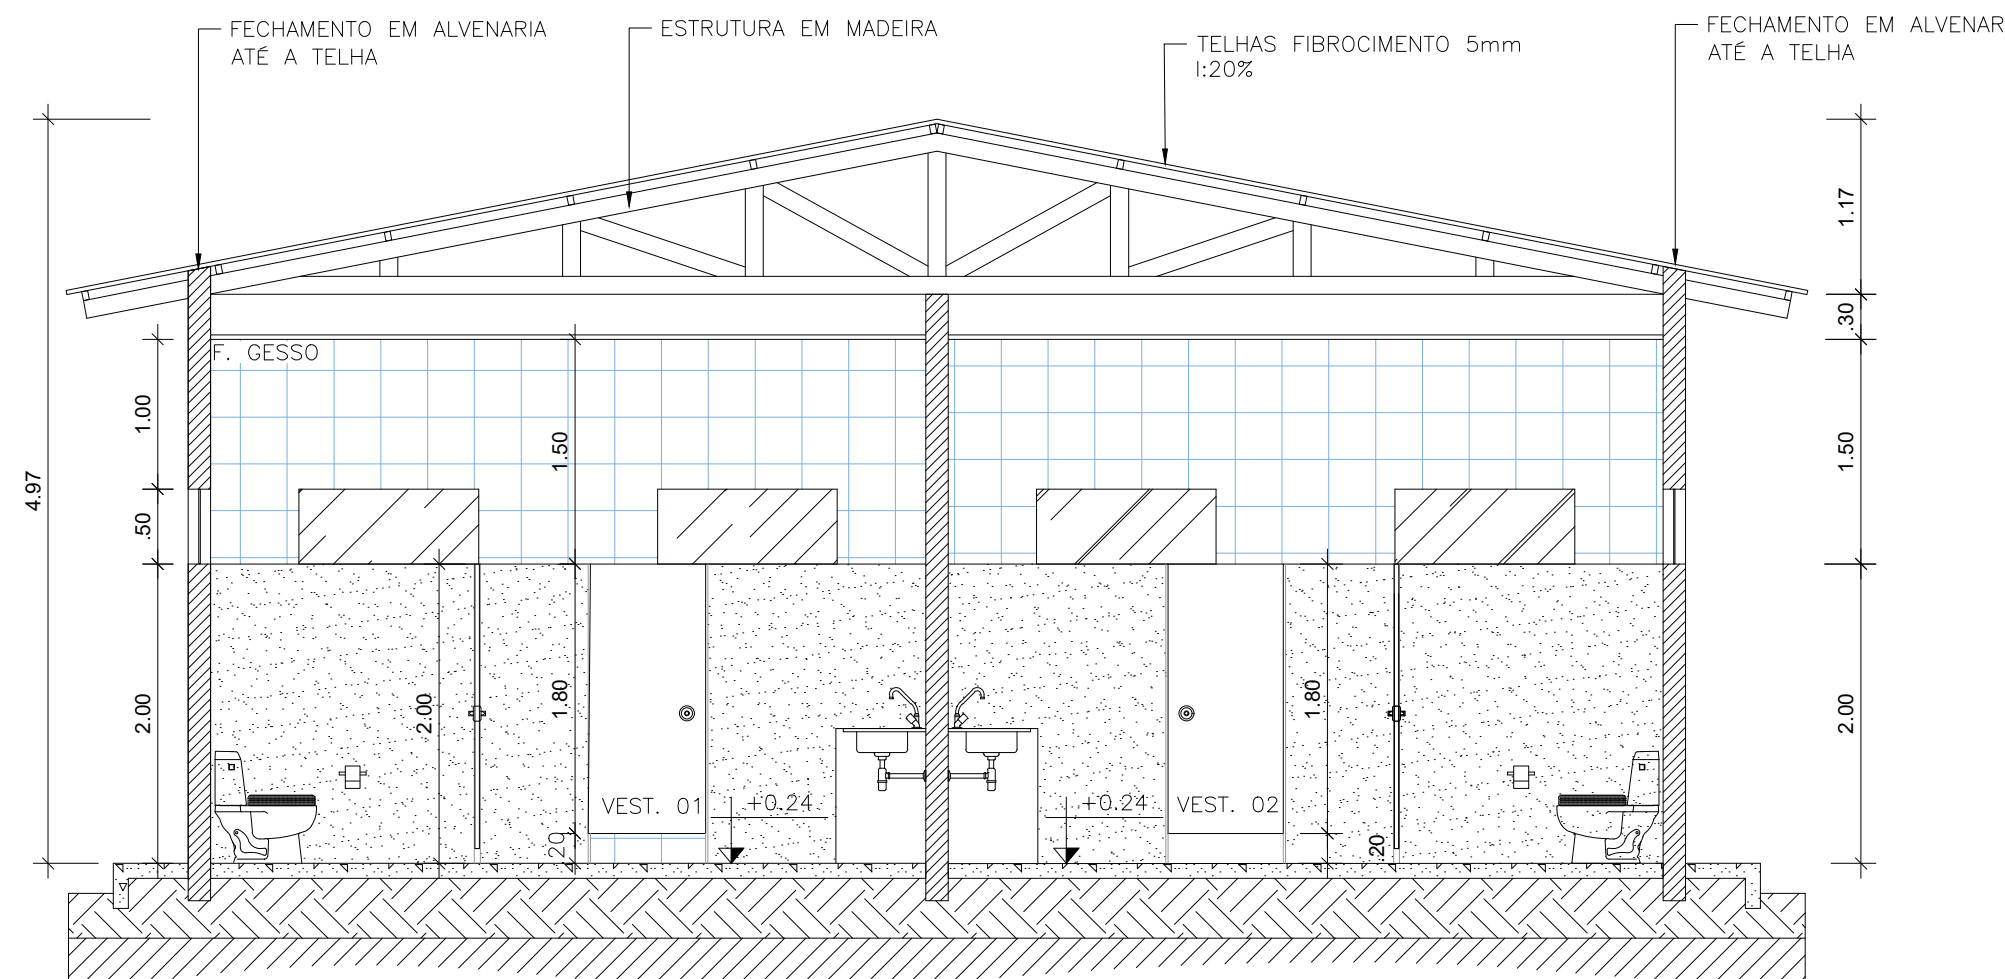 FECHAMENTO EM ALVENARIA
ATÉ A TELHA
ESTRUTURA EM MADEIRA
TELHAS FIBROCIMENTO 5mm
I:20%
FECHAMENTO EM ALVENAR
ATÉ A TELHA
4.97
1.00
.50
2.00
F. GESSO
1.50
2.00
1.80
.20
VEST. 01
+0.24
+0.24
VEST. 02
1.80
.20
1.17
.30
1.50
2.00